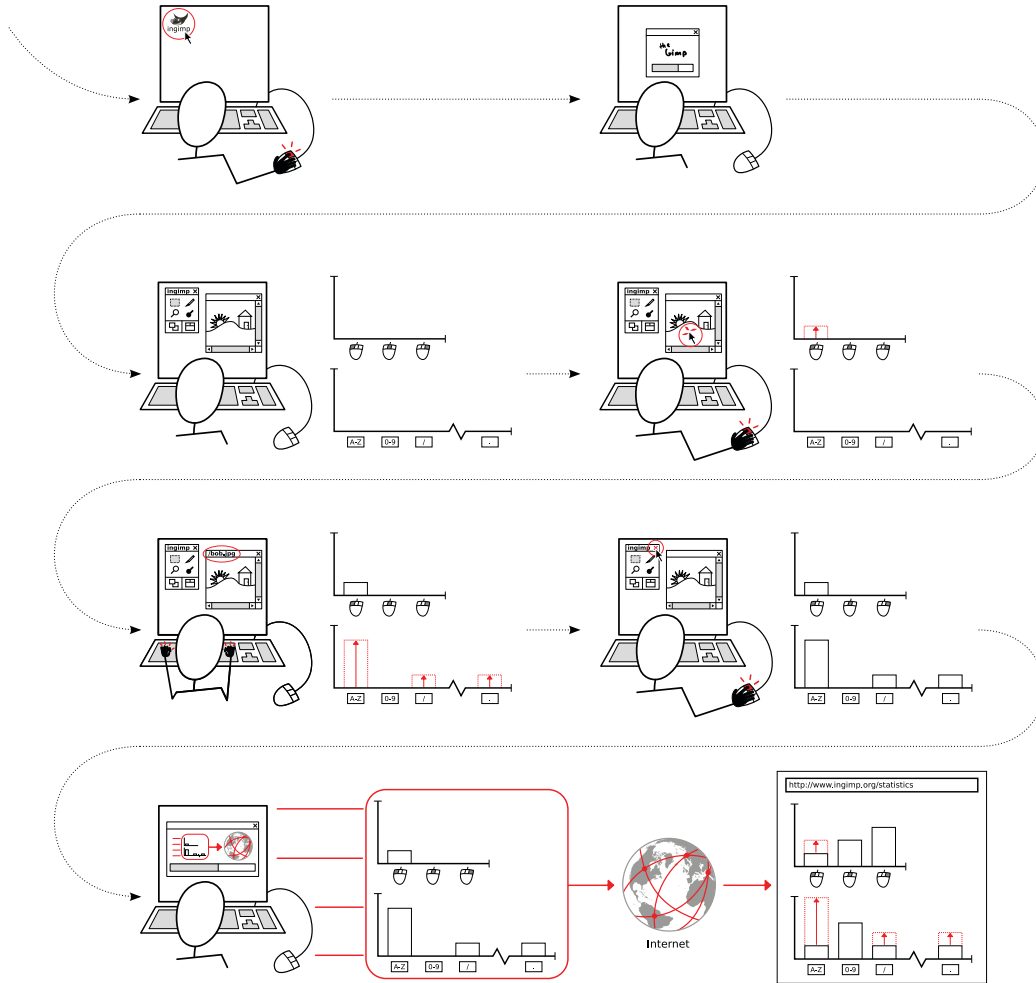 ingimp
the
Gimp
ingimp
A-Z 0-9 / .
ingimp
A-Z 0-9 / .
ingimp
/bob.jpg
A-Z 0-9 / .
ingimp
A-Z 0-9 / .
A-Z 0-9 / .
Internet
http://www.ingimp.org/statistics
A-Z 0-9 / .